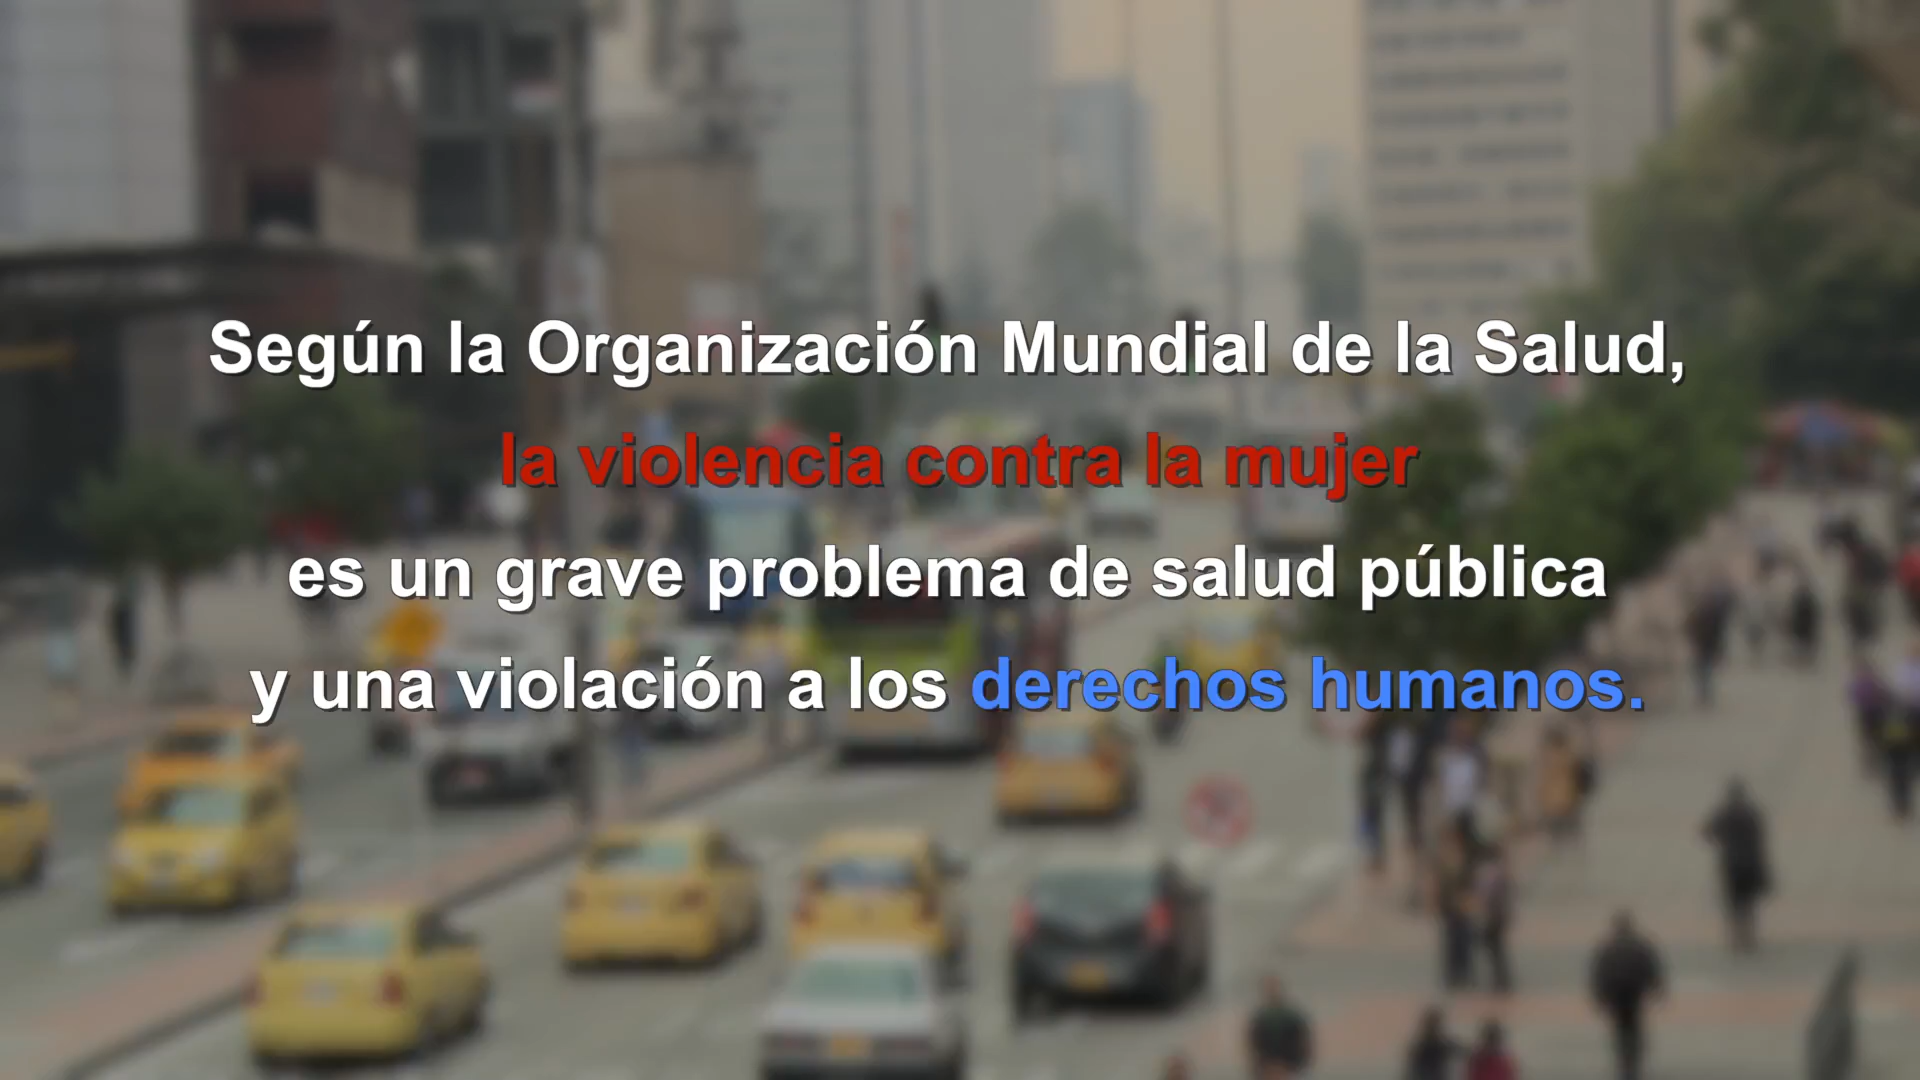 Según la Organización Mundial de la Salud,
la violencia contra la mujer
es un grave problema de salud pública
y una violación a los derechos humanos.